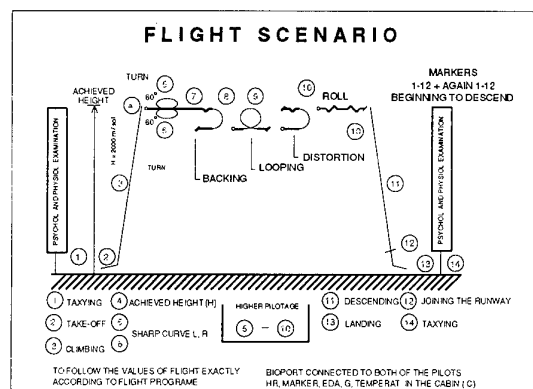 FLIGHT SCENARIO
TURN
ACHIEVED
HEIGHT
60°
60°
TURN
6
7
8
9
10
ROLL
10
MARKERS
1-12 + AGAIN 1-12
BEGINNING TO DESCEND
PSYCHOL AND PHYSIOL EXAMINATION
3
BACKING
LOOPING
DISTORTION
11
PSYCHOL AND PHYSIOL EXAMINATION
1
2
12
13
14
1 TAXYING
4 ACHIEVED HEIGHT (H)
HIGHER PILOTAGE
11 DESCENDING
12 JOINING THE RUNWAY
2 TAKE-OFF
5
SHARP CURVE L, R
6
5 – 10
13 LANDING
14 TAXYING
3 CLIMBING
TO FOLLOW THE VALUES OF FLIGHT EXACTLY
ACCORDING TO FLIGHT PROGRAME
BIOPORT CONNECTED TO BOTH OF THE PILOTS
HR, MARKER, EDA, G, TEMPERAT IN THE CABIN ( C )